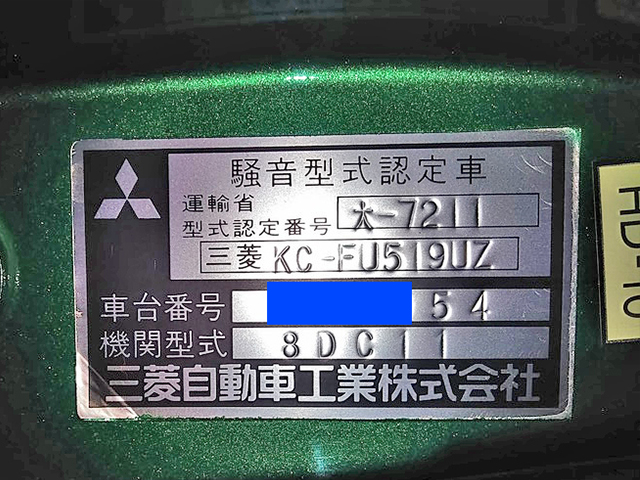 騒音型式認定車
運輸省
型式認定番号 大-7211
三菱 KC-FU519UZ
車台番号 54
機関型式 8DC11
三菱自動車工業株式会社